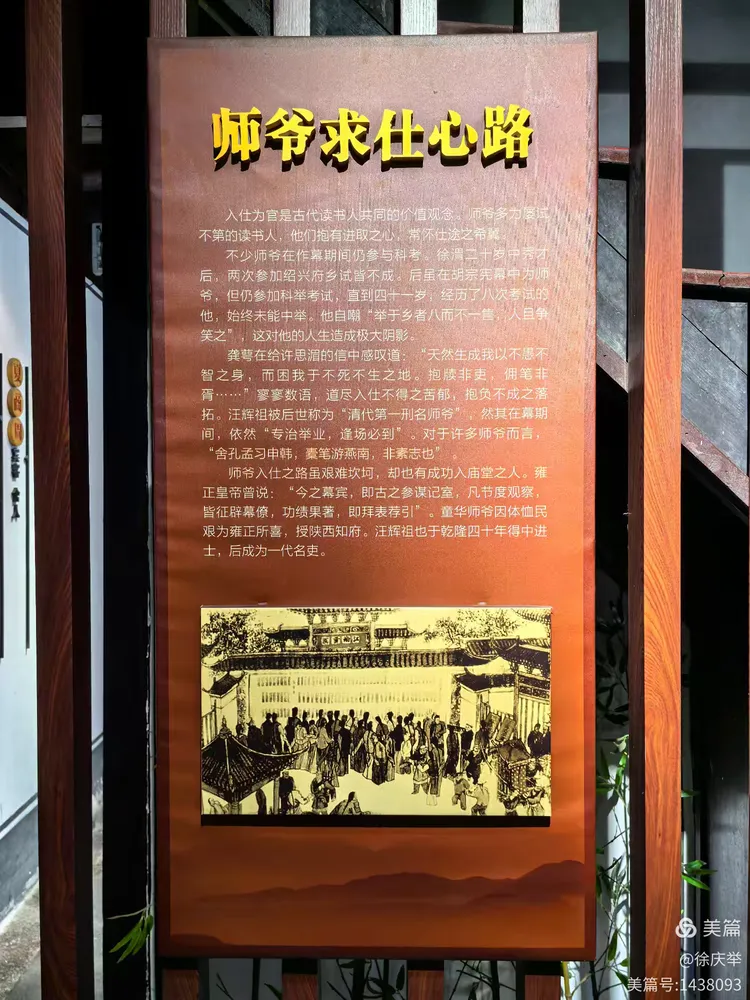 师爷求仕心路
入仕为官是古代读书人共同的价值观念。师爷多为屡试
不第的读书人，他们抱有进取之心，常怀仕途之希冀。
不少师爷在作幕期间仍参与科考。徐渭二十岁中秀才
后，两次参加绍兴府乡试皆不成。后虽在胡宗宪幕中为师
爷，但仍参加科举考试，直到四十一岁，经历了八次考试的
他，始终未能中举。他自嘲“举于乡者八而不一售，人且争
笑之”，这对他的人生造成极大阴影。
龚萼在给许思湄的信中感叹道：“天然生成我以不愚不
智之身，而困我于不死不生之地。抱牍非吏，佣笔非
胥……”寥寥数语，道尽入仕不得之苦郁，抱负不成之落
拓。汪辉祖被后世称为“清代第一刑名师爷”，然其在幕期
间，依然“专治举业，逢场必到”。对于许多师爷而言，
“舍孔孟习申韩，橐笔游燕南，非素志也”。
师爷入仕之路虽艰难坎坷，却也有成功入庙堂之人。雍
正皇帝曾说：“今之幕宾，即古之参谋记室，凡节度观察，
皆征辟幕僚，功绩果著，即拜表荐引”。童华师爷因体恤民
艰为雍正所喜，授陕西知府。汪辉祖也于乾隆四十年得中进
士，后成为一代名吏。
美篇
@徐庆举
美篇号:1438093